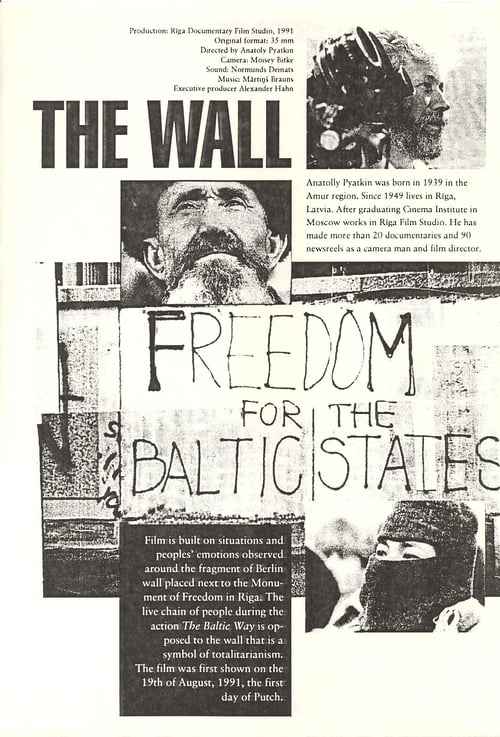 Production: Riga Documentary Film Studio, 1991
Original format: 35 mm
Directed by Anatoly Pyatkin
Camera: Moisey Bitke
Sound: Normunds Deinats
Music: Mārtiņš Brauns
Executive producer Alexander Hahn
THE WALL
Anatolly Pyatkin was born in 1939 in the
Amur region. Since 1949 lives in Riga,
Latvia. After graduating Cinema Institute in
Moscow works in Riga Film Studio. He has
made more than 20 documentaries and 90
newsreels as a camera man and film director.
FREEDOM
FOR THE
BALTIC STATES
Film is built on situations and
peoples' emotions observed
around the fragment of Berlin
wall placed next to the Monu-
ment of Freedom in Riga. The
live chain of people during the
action The Baltic Way is op-
posed to the wall that is a
symbol of totalitarianism.
The film was first shown on the
19th of August, 1991, the first
day of Putch.